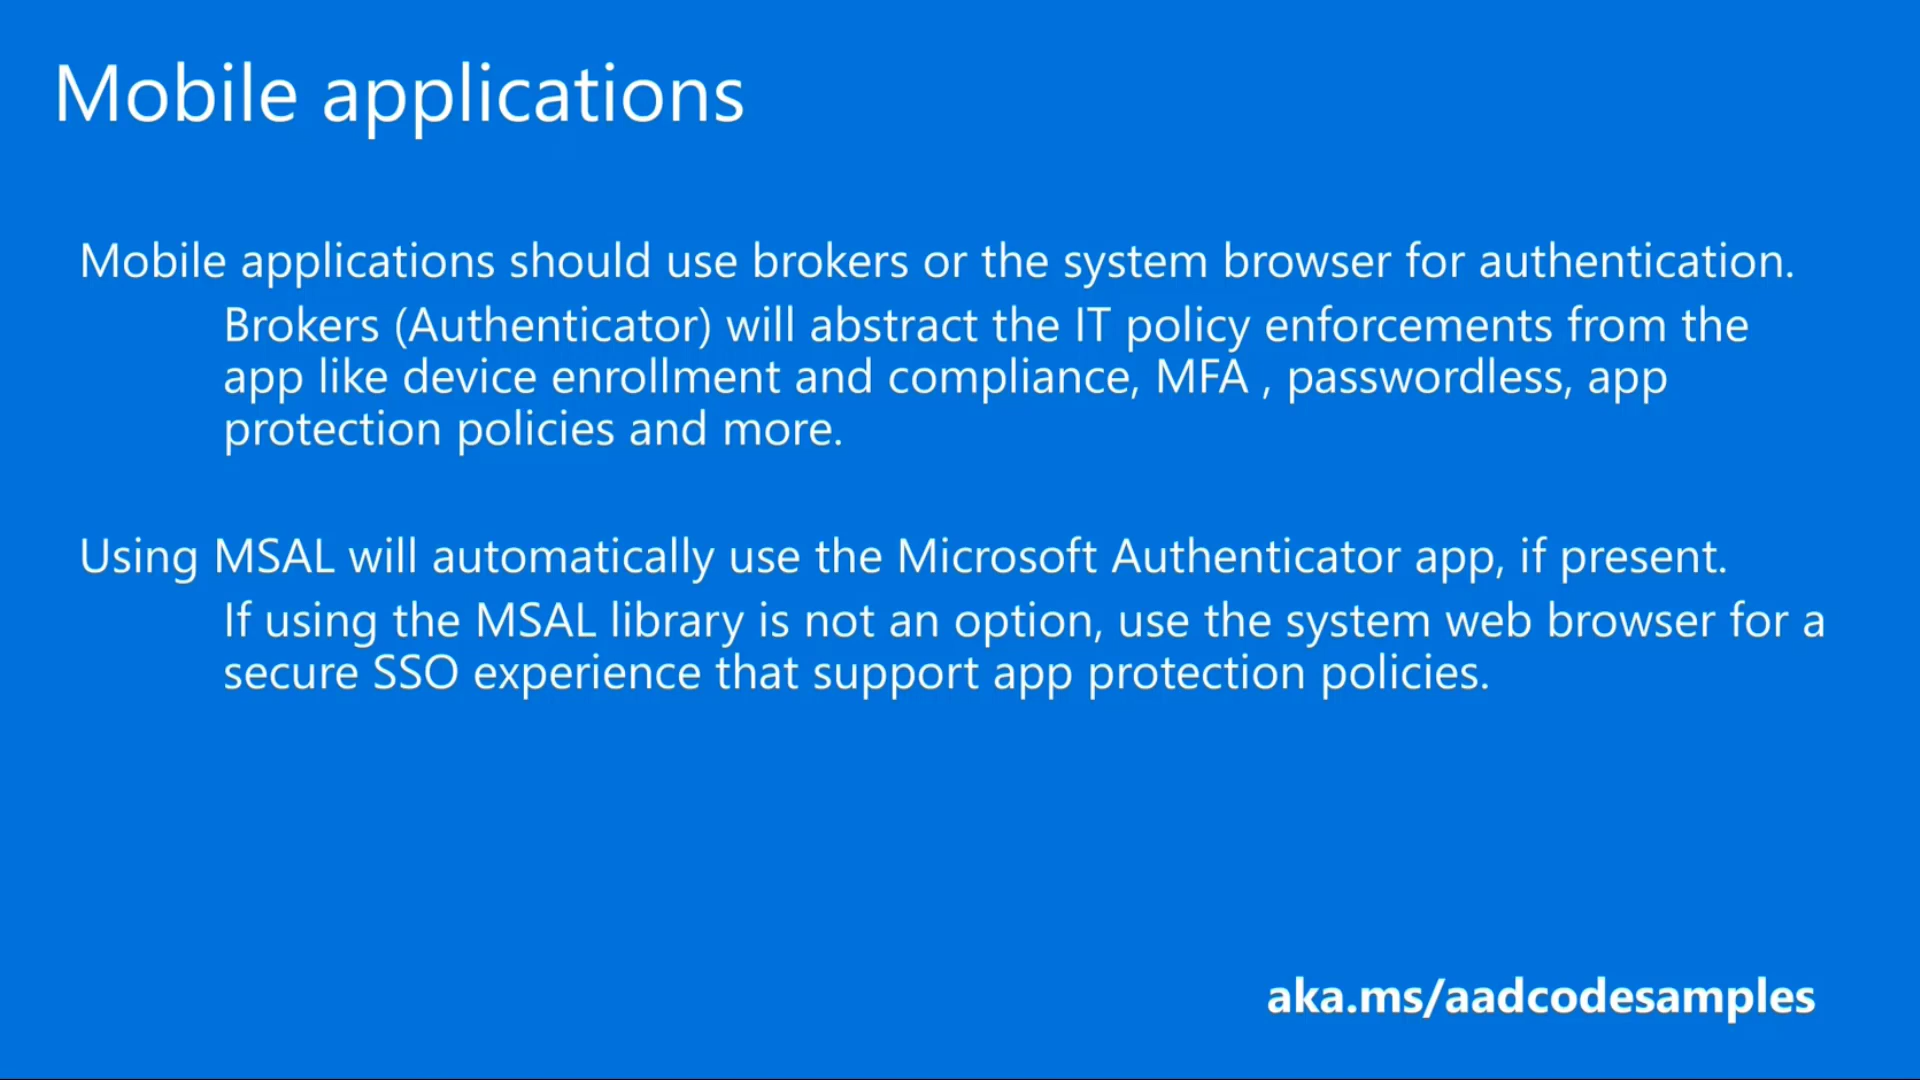 Mobile applications
Mobile applications should use brokers or the system browser for authentication.
Brokers (Authenticator) will abstract the IT policy enforcements from the
app like device enrollment and compliance, MFA , passwordless, app
protection policies and more.
Using MSAL will automatically use the Microsoft Authenticator app, if present.
If using the MSAL library is not an option, use the system web browser for a
secure SSO experience that support app protection policies.
aka.ms/aadcodesamples